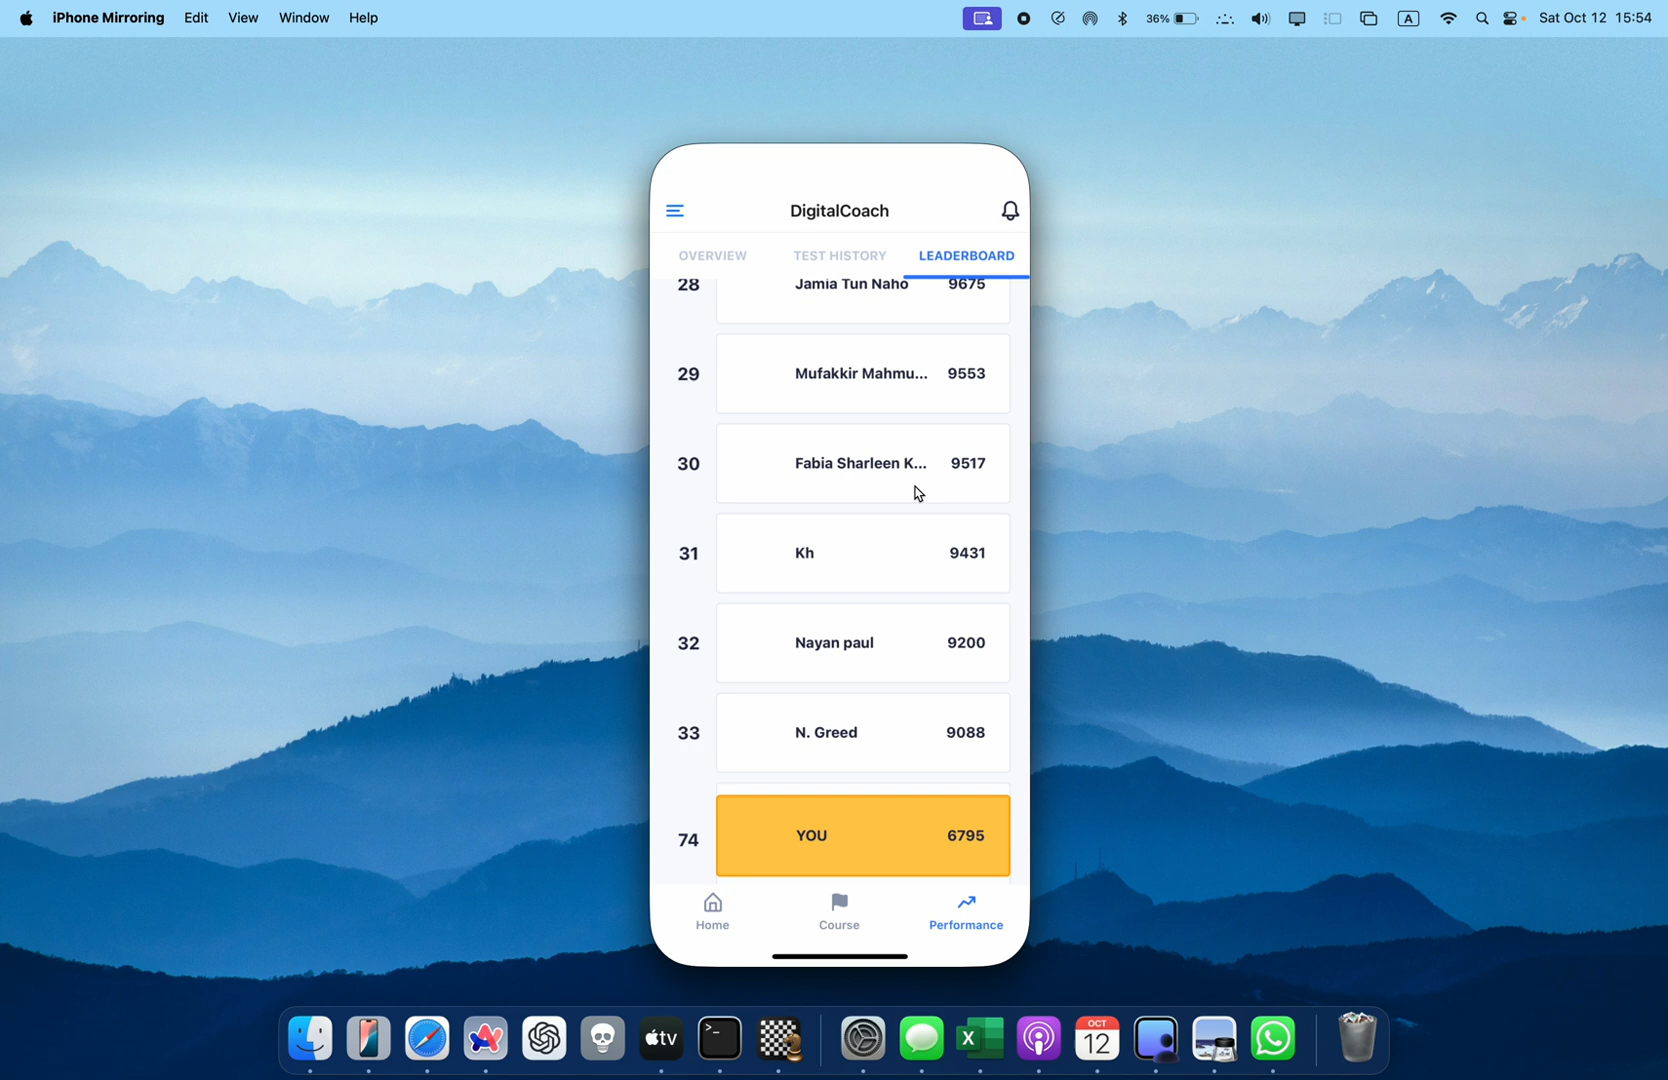 iPhone Mirroring Edit View Window Help 36% A Sat Oct 12 15:54
DigitalCoach
OVERVIEW TEST HISTORY LEADERBOARD
28 Jamia Tun Naho 9675
29 Mufakkir Mahmu... 9553
30 Fabia Sharleen K... 9517
31 Kh 9431
32 Nayan paul 9200
33 N. Greed 9088
74 YOU 6795
Home Course Performance
tv >_ X OCT
12